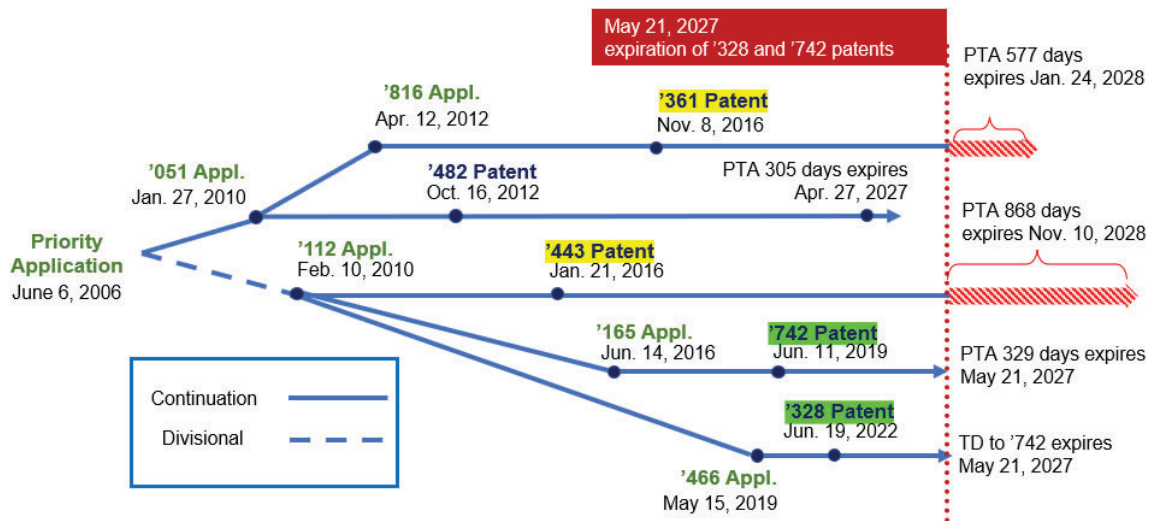 May 21, 2027
expiration of ’328 and ’742 patents
PTA 577 days
expires Jan. 24, 2028
’816 Appl.
Apr. 12, 2012
’361 Patent
Nov. 8, 2016
’051 Appl.
Jan. 27, 2010
’482 Patent
Oct. 16, 2012
PTA 305 days expires
Apr. 27, 2027
PTA 868 days
expires Nov. 10, 2028
Priority
Application
June 6, 2006
’112 Appl.
Feb. 10, 2010
’443 Patent
Jan. 21, 2016
’165 Appl.
Jun. 14, 2016
’742 Patent
Jun. 11, 2019
PTA 329 days expires
May 21, 2027
’328 Patent
Jun. 19, 2022
TD to ’742 expires
May 21, 2027
’466 Appl.
May 15, 2019
Continuation
Divisional